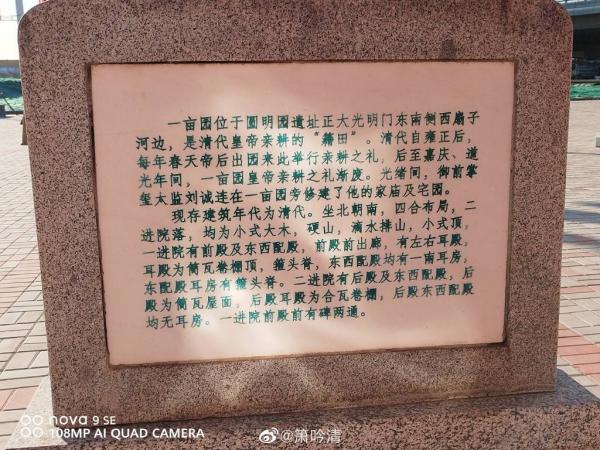 一亩园位于圆明园遗址正大光明门东南侧西扇子
河边，是清代皇帝亲耕的“耤田”。清代自雍正后，
每年春天帝后出园来此举行亲耕之礼，后至嘉庆、道
光年间，一亩园皇帝亲耕之礼渐废。光绪间，御前掌
玺太监刘诚连在一亩园旁修建了他的家庙及宅园。
现存建筑年代为清代。坐北朝南，四合布局，二
进院落，均为小式大木，硬山，滴水排山，小式顶，
一进院有前殿及东西配殿，前殿前出廊，有左右耳殿，
耳殿为筒瓦卷棚顶，箍头脊，东西配殿均有一南耳房，
东配殿耳房有箍头脊。二进院有后殿及东西配殿，后
殿为筒瓦屋面，后殿耳殿为合瓦卷棚，后殿东西配殿
均无耳房。一进院前殿前有碑两通。
nova 9 SE
108MP AI QUAD CAMERA
@箫吟清